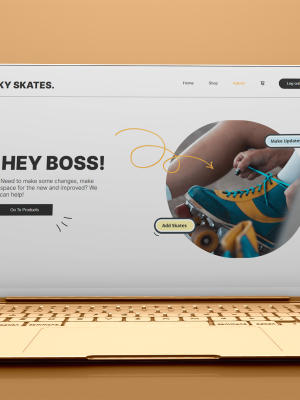 KY SKATES.
Home
Shop
Admin
Log out
Make Updates
HEY BOSS!
Need to make some changes, make
space for the new and improved? We
can help!
Go To Products
Add Skates